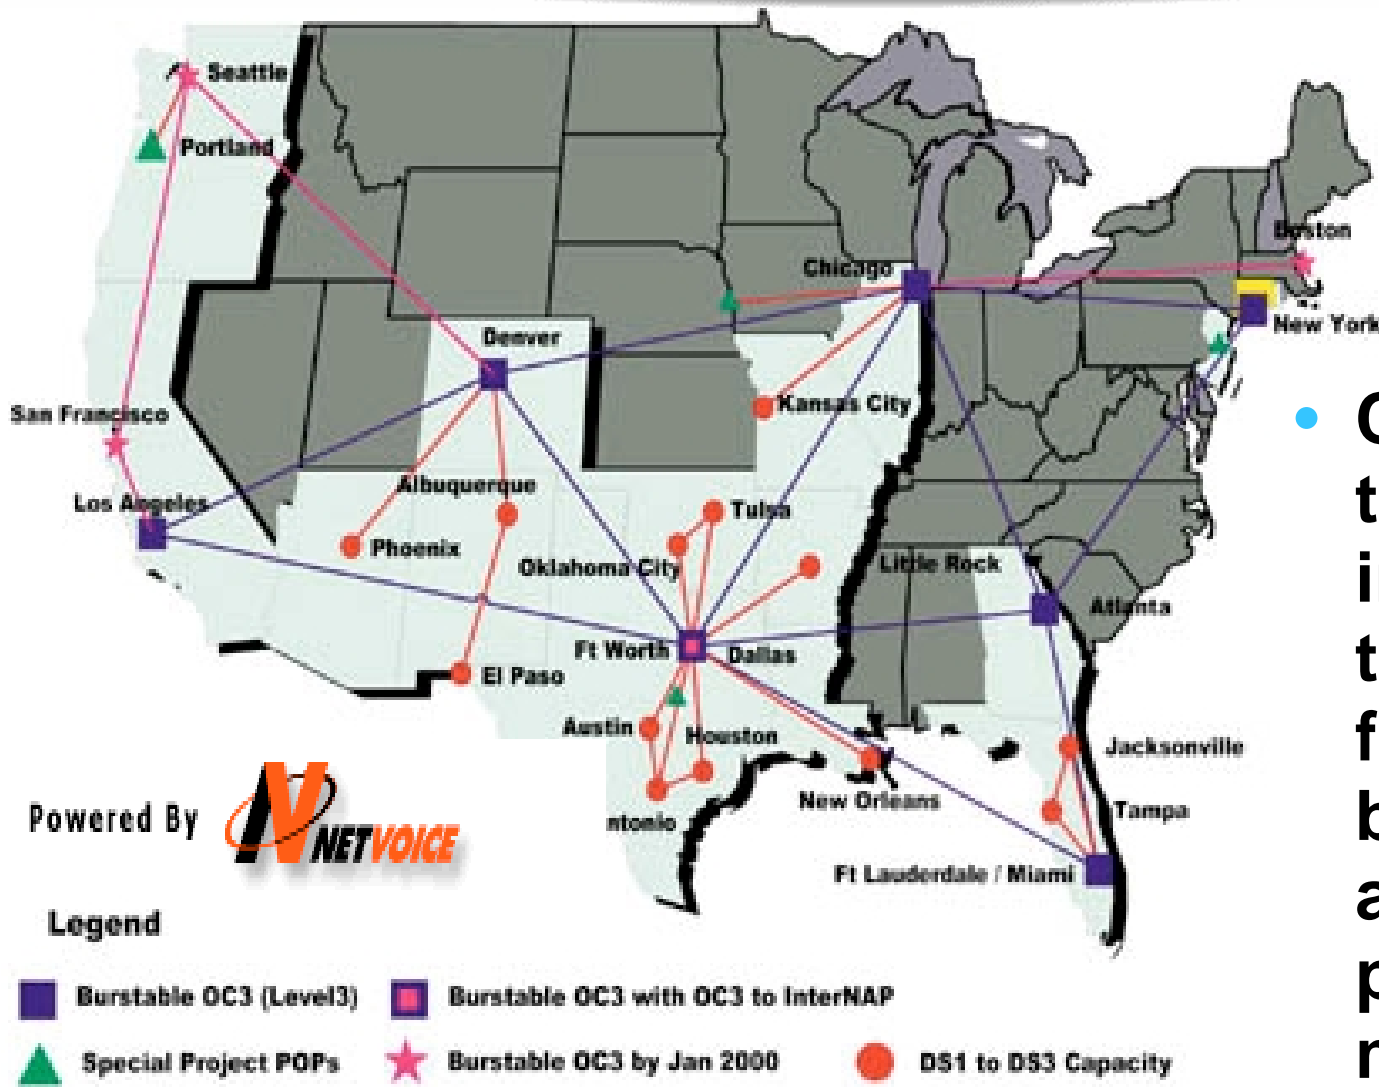 Seattle
Portland
Boston
Chicago
New York
Denver
Kansas City
San Francisco
Los Angeles
Albuquerque
Tulsa
Phoenix
Oklahoma City
Little Rock
Atlanta
Ft Worth
Dallas
El Paso
Austin
Houston
Jacksonville
New Orleans
Tampa
ntonio
Ft Lauderdale / Miami
Powered By
NETVOICE
Legend
Burstable OC3 (Level3)
Burstable OC3 with OC3 to InterNAP
Special Project POPs
Burstable OC3 by Jan 2000
DS1 to DS3 Capacity